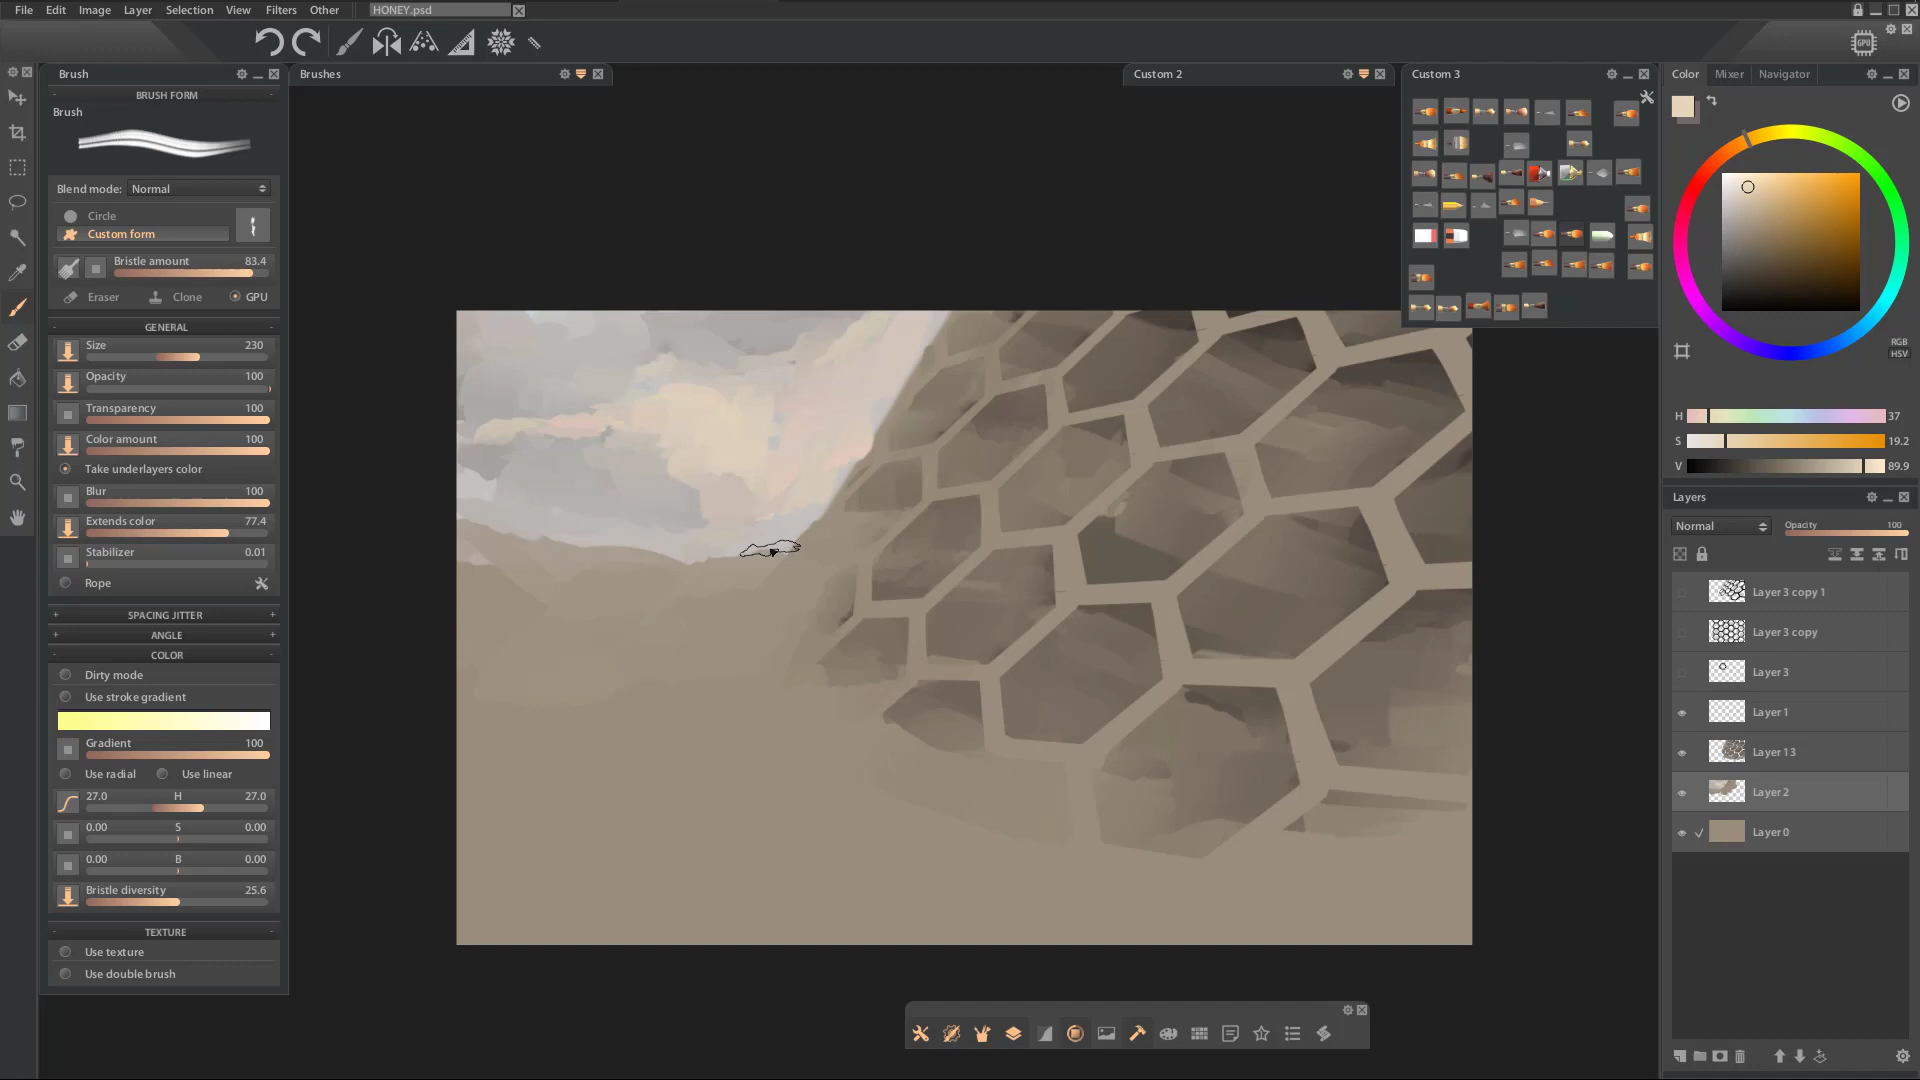 File Edit Image Layer Selection View Filters Other HONEY.psd
Brush
Brushes
Custom 2
Custom 3
Color Mixer Navigator
BRUSH FORM
Brush
Blend mode: Normal
Circle
Custom form
Bristle amount 83.4
Eraser Clone GPU
GENERAL
Size 230
Opacity 100
Transparency 100
Color amount 100
Take underlayers color
Blur 100
Extends color 77.4
Stabilizer 0.01
Rope
SPACING JITTER
ANGLE
COLOR
Dirty mode
Use stroke gradient
Gradient 100
Use radial Use linear
27.0 H 27.0
0.00 S 0.00
0.00 B 0.00
Bristle diversity 25.6
TEXTURE
Use texture
Use double brush
GPU
RGB
HSV
H 37
S 19.2
V 89.9
Layers
Normal Opacity 100
Layer 3 copy 1
Layer 3 copy
Layer 3
Layer 1
Layer 13
Layer 2
Layer 0